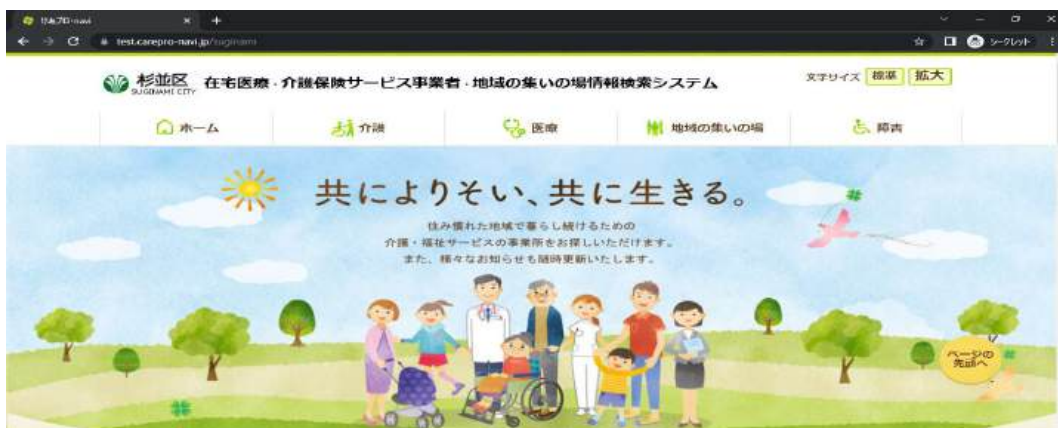 けあプロ・navi
test.carepro-navi.jp/suginami
シークレット
杉並区
SUGINAMI CITY
在宅医療・介護保険サービス事業者・地域の集いの場情報検索システム
文字サイズ 標準 拡大
ホーム 介護 医療 地域の集いの場 障害
共によりそい、共に生きる。
住み慣れた地域で暮らし続けるための
介護・福祉サービスの事業所をお探しいただけます。
また、様々なお知らせも随時更新いたします。
ページの
先頭へ